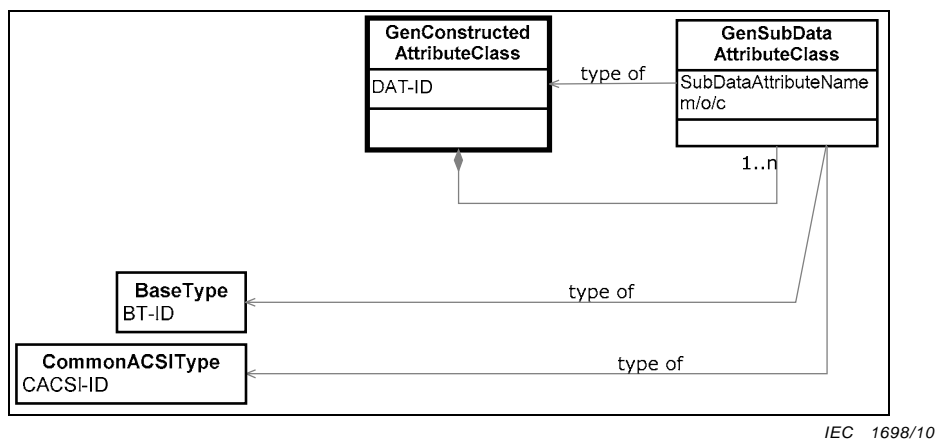 GenConstructed
AttributeClass
DAT-ID
type of
GenSubData
AttributeClass
SubDataAttributeName
m/o/c
1..n
BaseType
BT-ID
type of
CommonACSIType
CACSI-ID
type of
IEC 1698/10